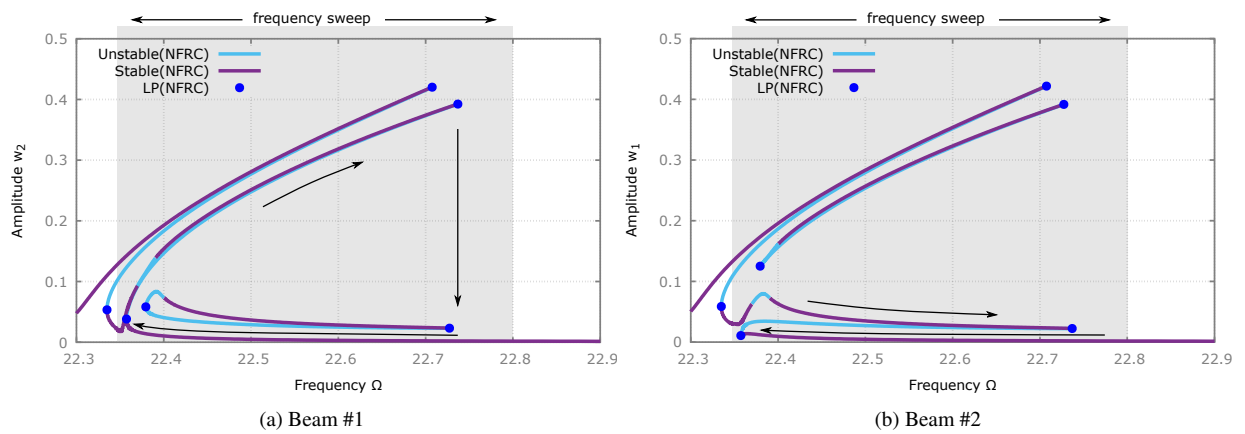 frequency sweep
Unstable(NFRC)
Stable(NFRC)
LP(NFRC)
0.5
0.4
0.3
0.2
0.1
0
Amplitude w2
22.3
22.4
22.5
22.6
22.7
22.8
22.9
Frequency Ω
(a) Beam #1
frequency sweep
Unstable(NFRC)
Stable(NFRC)
LP(NFRC)
0.5
0.4
0.3
0.2
0.1
0
Amplitude w1
22.3
22.4
22.5
22.6
22.7
22.8
22.9
Frequency Ω
(b) Beam #2